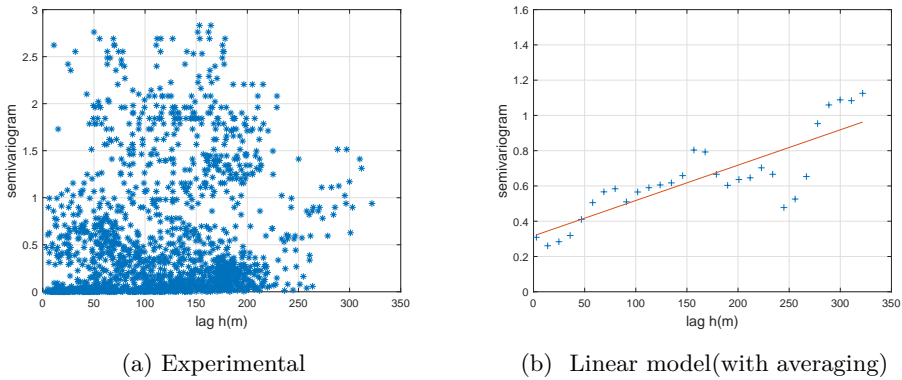 3
2.5
2
1.5
1
0.5
0
semivariogram
0 50 100 150 200 250 300 350
lag h(m)
(a) Experimental
1.6
1.4
1.2
1
0.8
0.6
0.4
0.2
0
semivariogram
0 50 100 150 200 250 300 350
lag h(m)
(b) Linear model(with averaging)